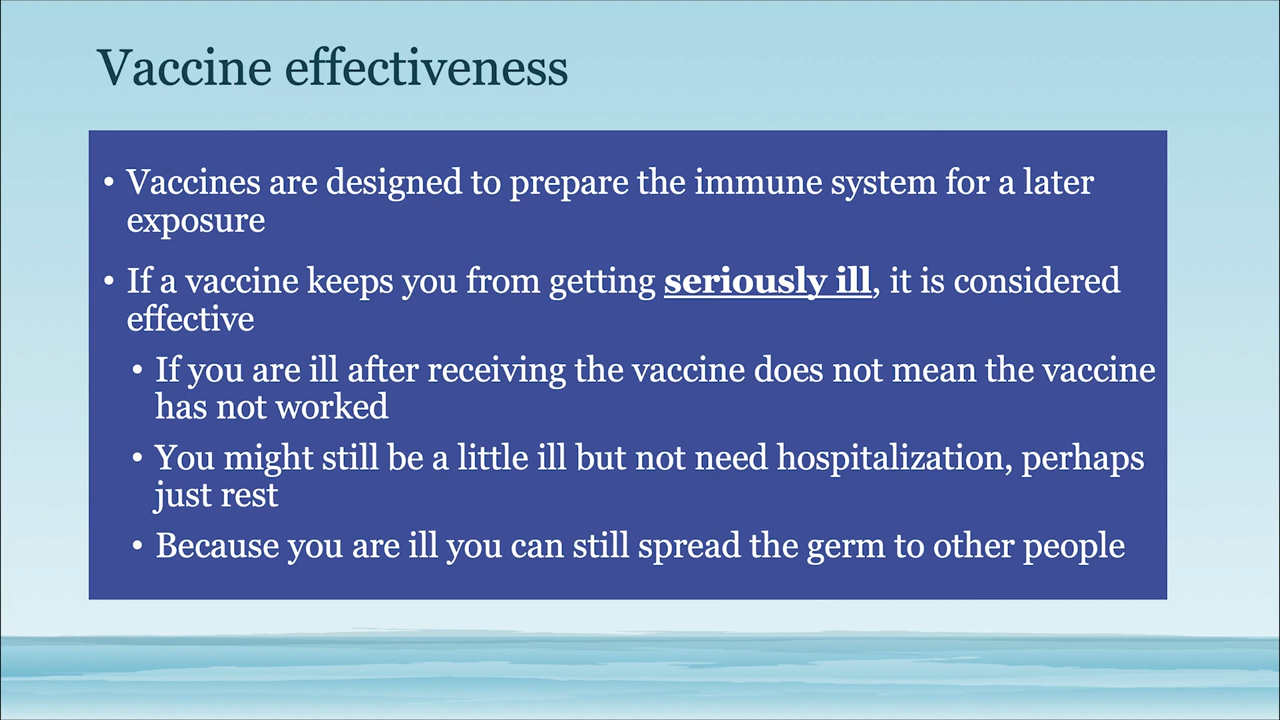 Vaccine effectiveness
• Vaccines are designed to prepare the immune system for a later
exposure
• If a vaccine keeps you from getting seriously ill, it is considered
effective
• If you are ill after receiving the vaccine does not mean the vaccine
has not worked
• You might still be a little ill but not need hospitalization, perhaps
just rest
• Because you are ill you can still spread the germ to other people